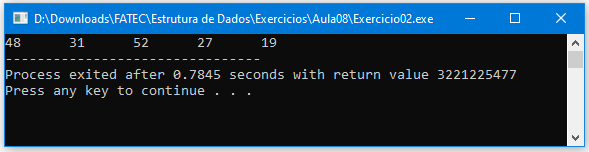 D:\Downloads\FATEC\Estrutura de Dados\Exercicios\Aula08\Exercicio02.exe
48 31 52 27 19
--------------------------------
Process exited after 0.7845 seconds with return value 3221225477
Press any key to continue . . .